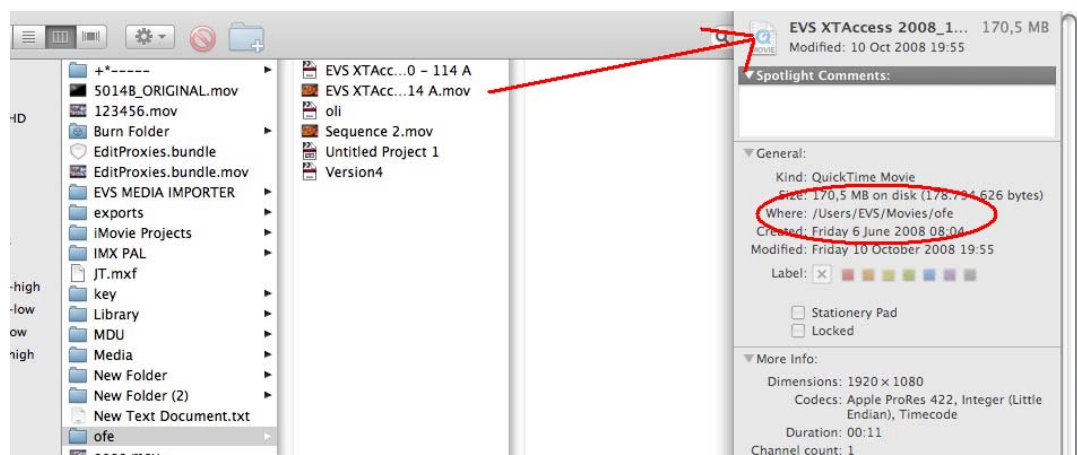 HD
-high
-low
ow
high
+*-----
5014B_ORIGINAL.mov
123456.mov
Burn Folder
EditProxies.bundle
EditProxies.bundle.mov
EVS MEDIA IMPORTER
exports
iMovie Projects
IMX PAL
JT.mxf
key
Library
MDU
Media
New Folder
New Folder (2)
New Text Document.txt
ofe
EVS XTAcc...0 – 114 A
EVS XTAcc...14 A.mov
oli
Sequence 2.mov
Untitled Project 1
Version4
EVS XTAccess 2008_1... 170,5 MB
Modified: 10 Oct 2008 19:55
MOVIE
Spotlight Comments:
General:
Kind: QuickTime Movie
Size: 170,5 MB on disk (178.794.626 bytes)
Where: /Users/EVS/Movies/ofe
Created: Friday 6 June 2008 08:04
Modified: Friday 10 October 2008 19:55
Label:
Stationery Pad
Locked
More Info:
Dimensions: 1920 × 1080
Codecs: Apple ProRes 422, Integer (Little
Endian), Timecode
Duration: 00:11
Channel count: 1